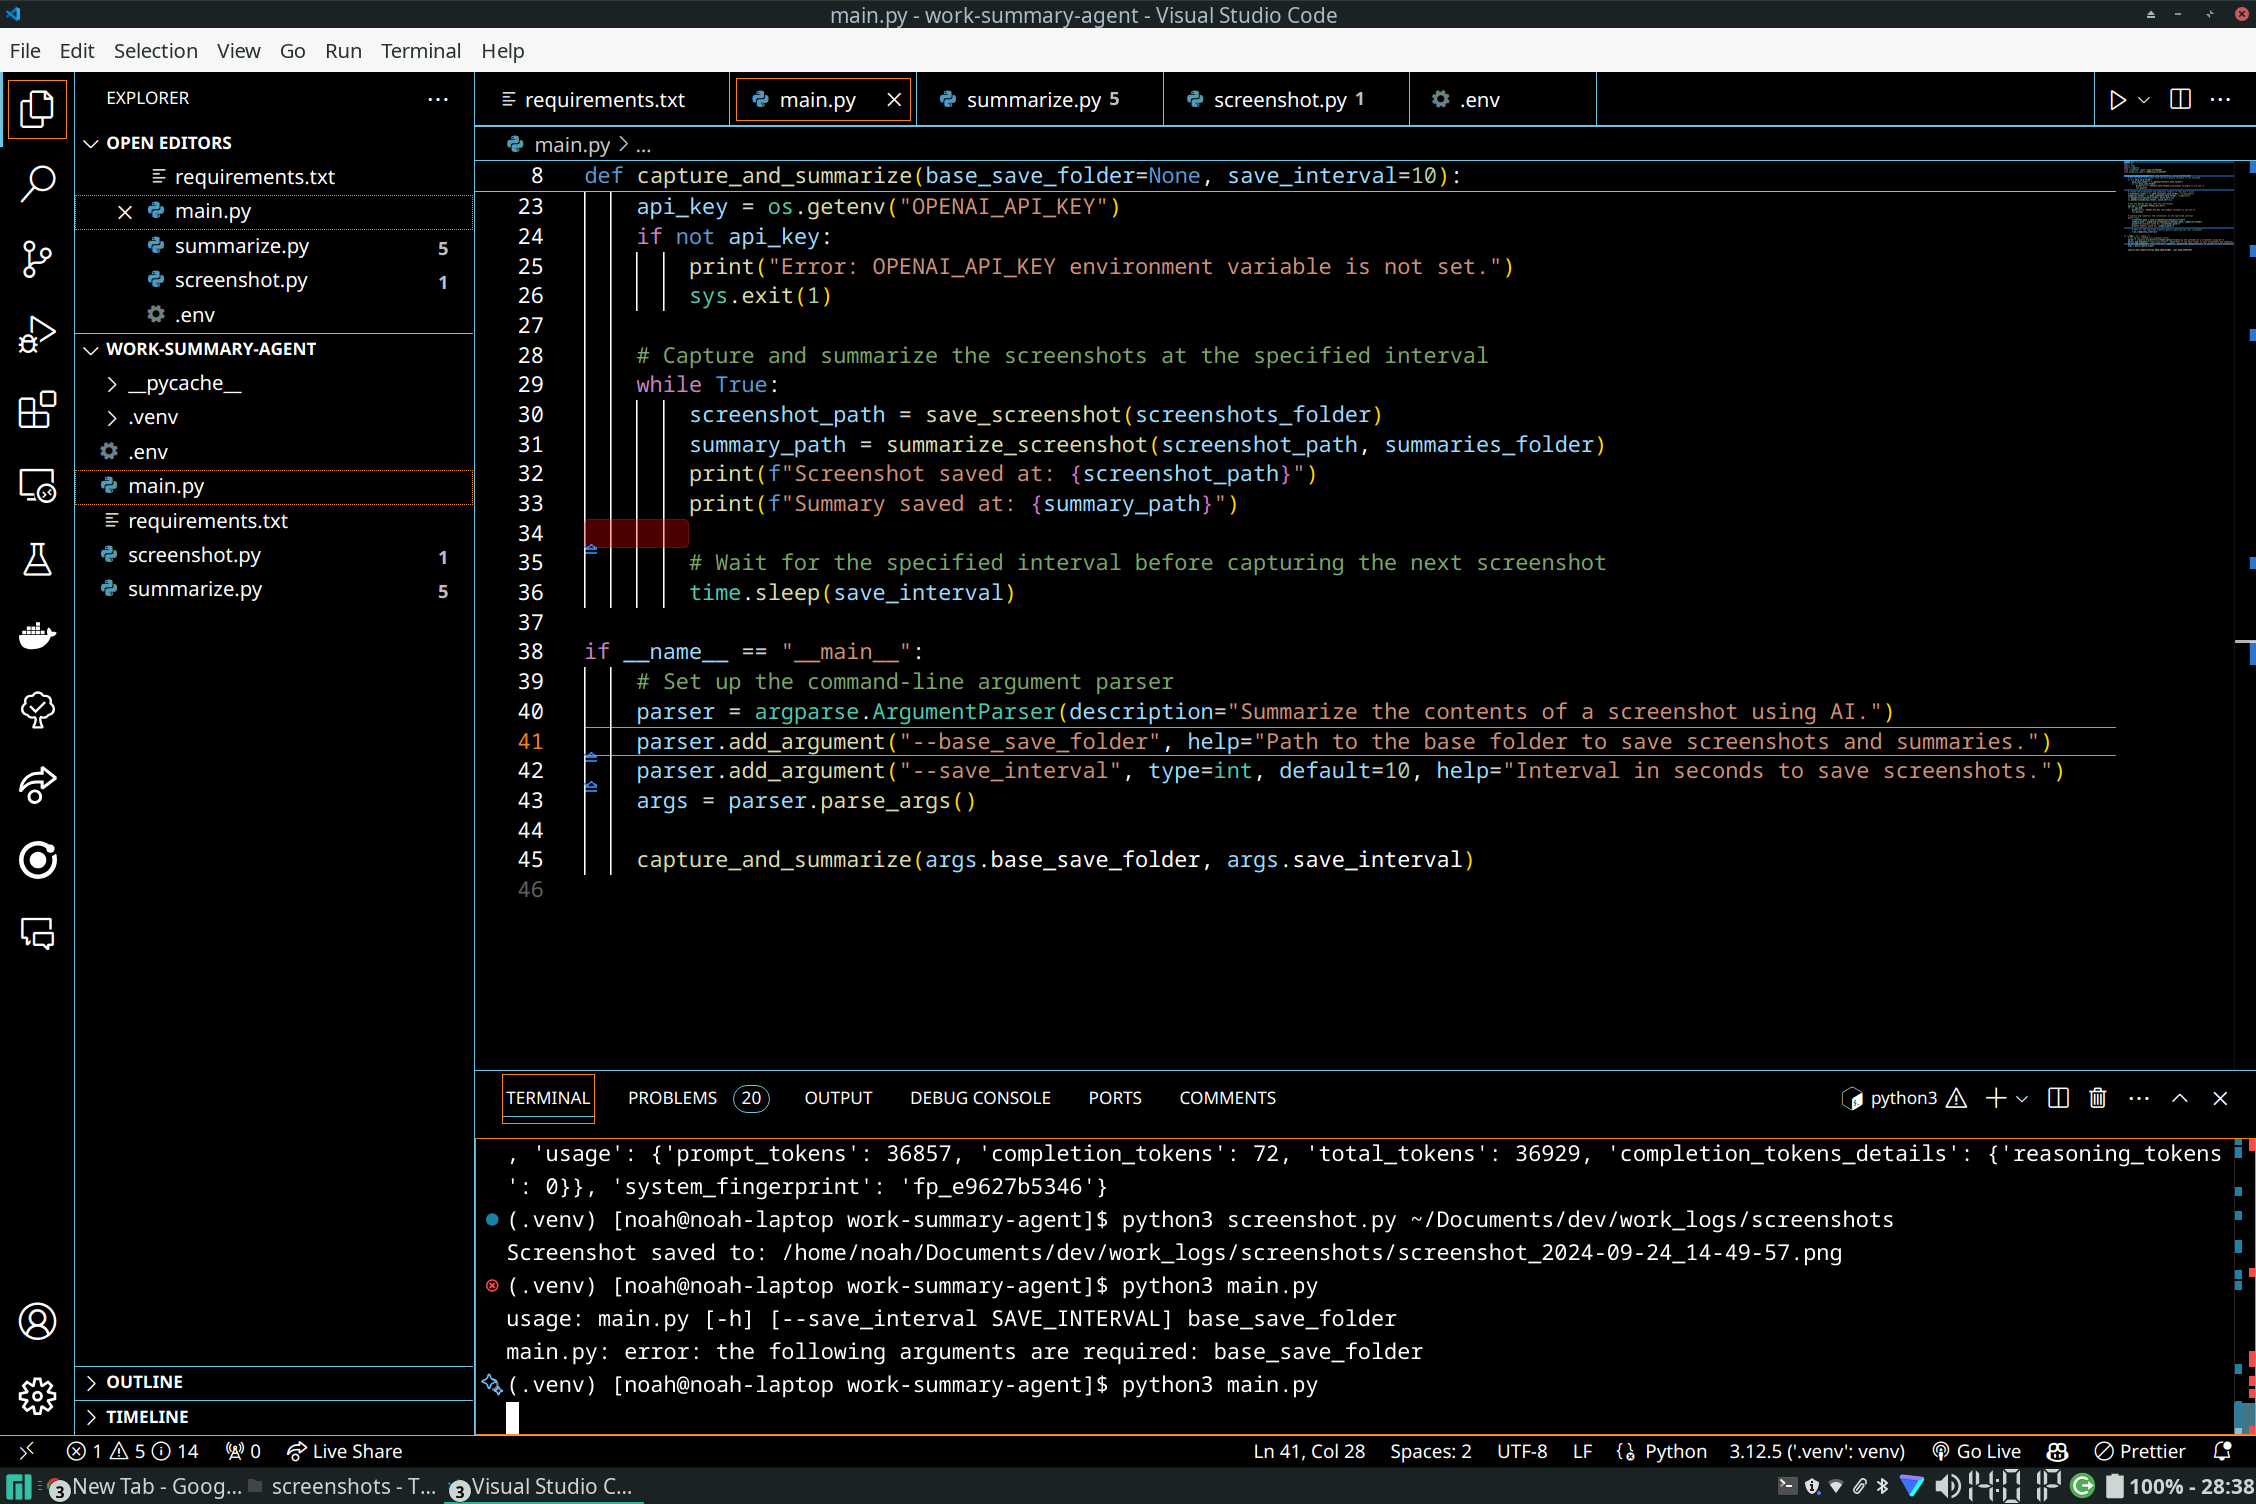 main.py - work-summary-agent - Visual Studio Code
File Edit Selection View Go Run Terminal Help
EXPLORER
OPEN EDITORS
requirements.txt
main.py
summarize.py 5
screenshot.py 1
.env
WORK-SUMMARY-AGENT
__pycache__
.venv
.env
main.py
requirements.txt
screenshot.py 1
summarize.py 5
OUTLINE
TIMELINE
requirements.txt main.py summarize.py 5 screenshot.py 1 .env
main.py > ...
8 def capture_and_summarize(base_save_folder=None, save_interval=10):
23 api_key = os.getenv("OPENAI_API_KEY")
24 if not api_key:
25 print("Error: OPENAI_API_KEY environment variable is not set.")
26 sys.exit(1)
27
28 # Capture and summarize the screenshots at the specified interval
29 while True:
30 screenshot_path = save_screenshot(screenshots_folder)
31 summary_path = summarize_screenshot(screenshot_path, summaries_folder)
32 print(f"Screenshot saved at: {screenshot_path}")
33 print(f"Summary saved at: {summary_path}")
34
35 # Wait for the specified interval before capturing the next screenshot
36 time.sleep(save_interval)
37
38 if __name__ == "__main__":
39 # Set up the command-line argument parser
40 parser = argparse.ArgumentParser(description="Summarize the contents of a screenshot using AI.")
41 parser.add_argument("--base_save_folder", help="Path to the base folder to save screenshots and summaries.")
42 parser.add_argument("--save_interval", type=int, default=10, help="Interval in seconds to save screenshots.")
43 args = parser.parse_args()
44
45 capture_and_summarize(args.base_save_folder, args.save_interval)
46
TERMINAL PROBLEMS 20 OUTPUT DEBUG CONSOLE PORTS COMMENTS python3
, 'usage': {'prompt_tokens': 36857, 'completion_tokens': 72, 'total_tokens': 36929, 'completion_tokens_details': {'reasoning_tokens
': 0}}, 'system_fingerprint': 'fp_e9627b5346'}
(.venv) [noah@noah-laptop work-summary-agent]$ python3 screenshot.py ~/Documents/dev/work_logs/screenshots
Screenshot saved to: /home/noah/Documents/dev/work_logs/screenshots/screenshot_2024-09-24_14-49-57.png
(.venv) [noah@noah-laptop work-summary-agent]$ python3 main.py
usage: main.py [-h] [--save_interval SAVE_INTERVAL] base_save_folder
main.py: error: the following arguments are required: base_save_folder
(.venv) [noah@noah-laptop work-summary-agent]$ python3 main.py
1 5 14 0 Live Share Ln 41, Col 28 Spaces: 2 UTF-8 LF Python 3.12.5 ('.venv': venv) Go Live Prettier
3 New Tab - Goog... screenshots - T... 3 Visual Studio C... 100% - 28:38